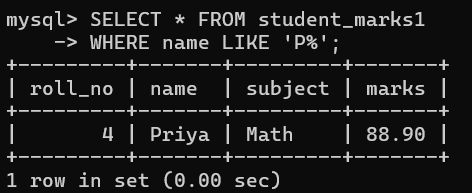 mysql> SELECT * FROM student_marks1
    -> WHERE name LIKE 'P%';
+---------+-------+---------+-------+
| roll_no | name  | subject | marks |
+---------+-------+---------+-------+
|       4 | Priya | Math    | 88.90 |
+---------+-------+---------+-------+
1 row in set (0.00 sec)